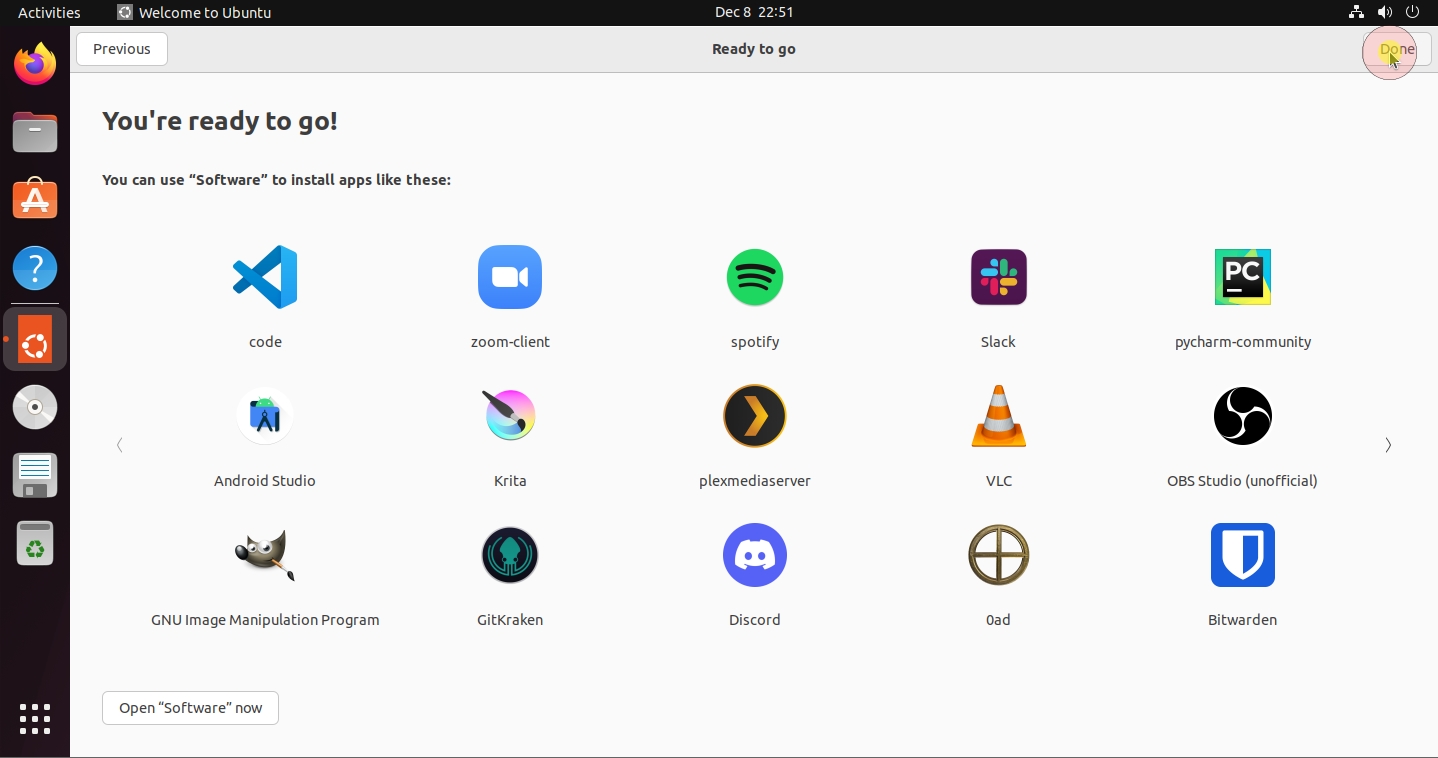 Activities Welcome to Ubuntu Dec 8 22:51
Previous Ready to go Done
You're ready to go!
You can use “Software” to install apps like these:
PC
code zoom-client spotify Slack pycharm-community
Android Studio Krita plexmediaserver VLC OBS Studio (unofficial)
GNU Image Manipulation Program GitKraken Discord 0ad Bitwarden
Open “Software” now